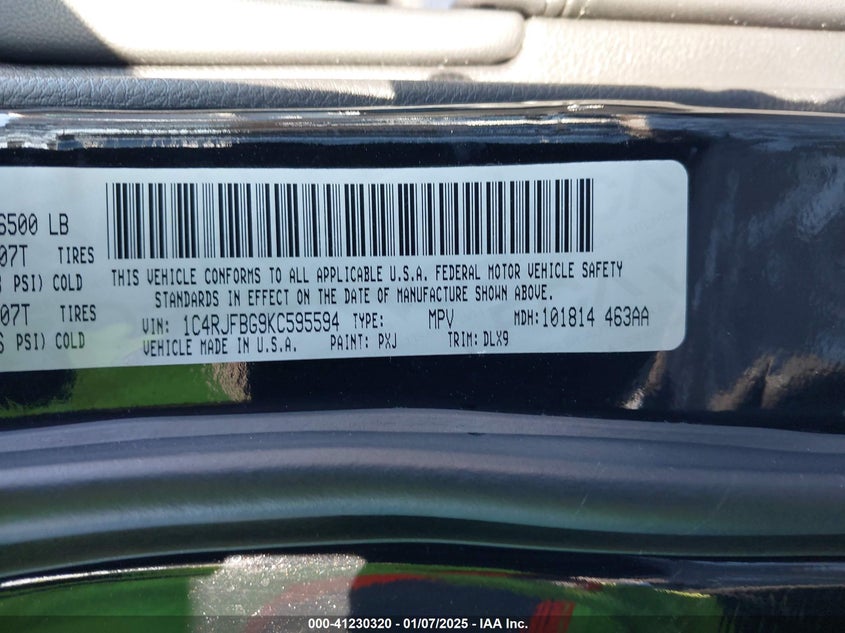 6500 LB
07T TIRES
PSI) COLD
07T TIRES
PSI) COLD
THIS VEHICLE CONFORMS TO ALL APPLICABLE U.S.A. FEDERAL MOTOR VEHICLE SAFETY
STANDARDS IN EFFECT ON THE DATE OF MANUFACTURE SHOWN ABOVE.
VIN: 1C4RJFBG9KC595594 TYPE: MPV MDH:101814 463AA
VEHICLE MADE IN U.S.A. PAINT: PXJ TRIM: DLX9
000-41230320 - 01/07/2025 - IAA Inc.